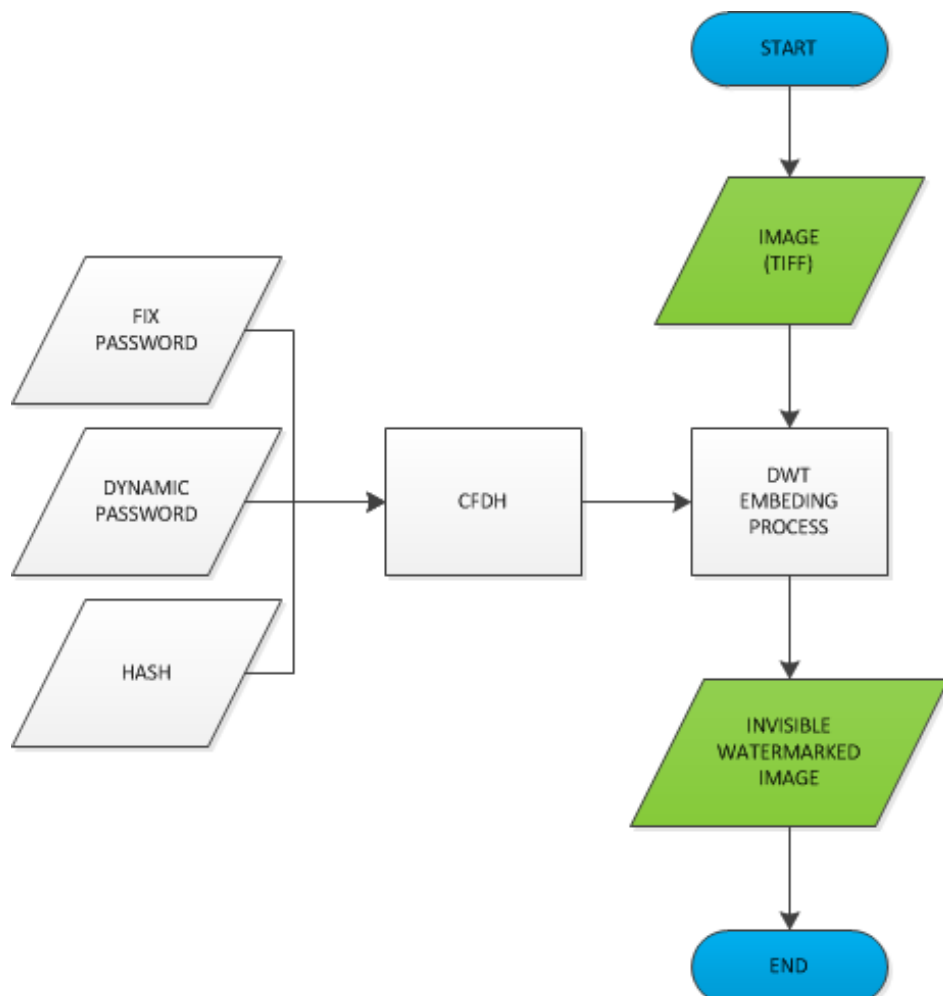 START
IMAGE
(TIFF)
FIX
PASSWORD
DYNAMIC
PASSWORD
CFDH
DWT
EMBEDING
PROCESS
HASH
INVISIBLE
WATERMARKED
IMAGE
END